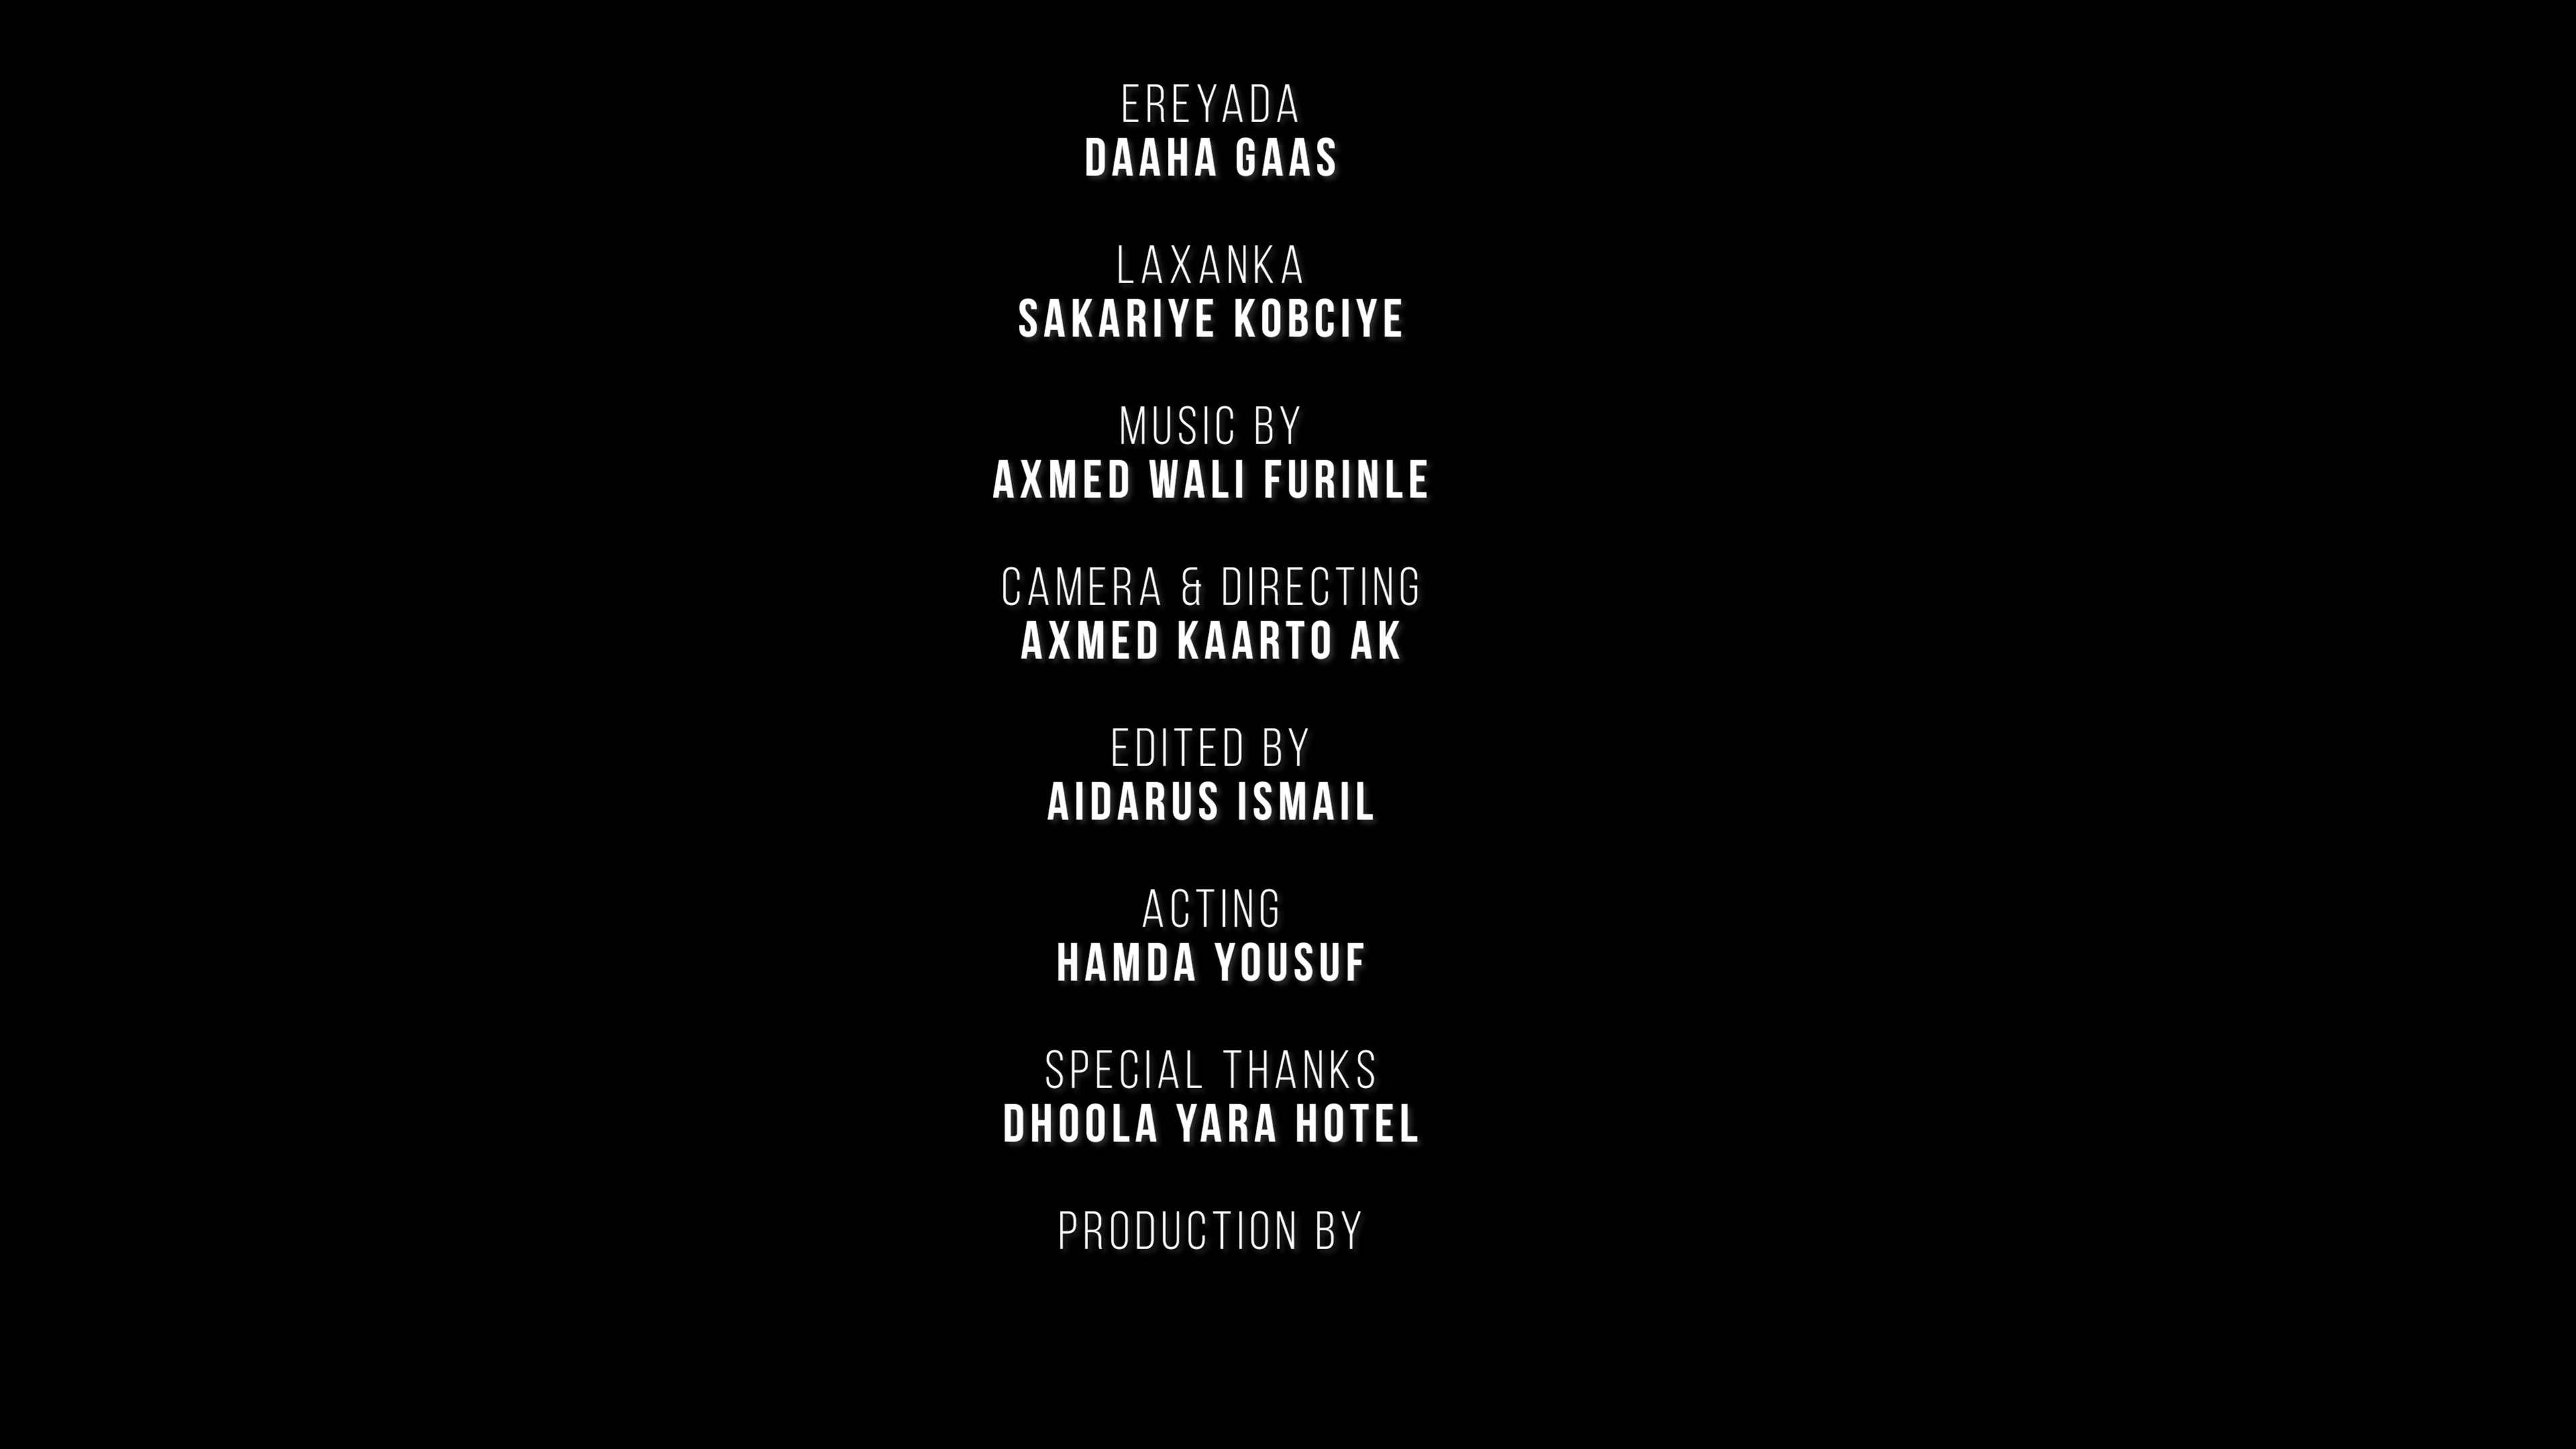 EREYADA
DAAHA GAAS
LAXANKA
SAKARIYE KOBCIYE
MUSIC BY
AXMED WALI FURINLE
CAMERA & DIRECTING
AXMED KAARTO AK
EDITED BY
AIDARUS ISMAIL
ACTING
HAMDA YOUSUF
SPECIAL THANKS
DHOOLA YARA HOTEL
PRODUCTION BY